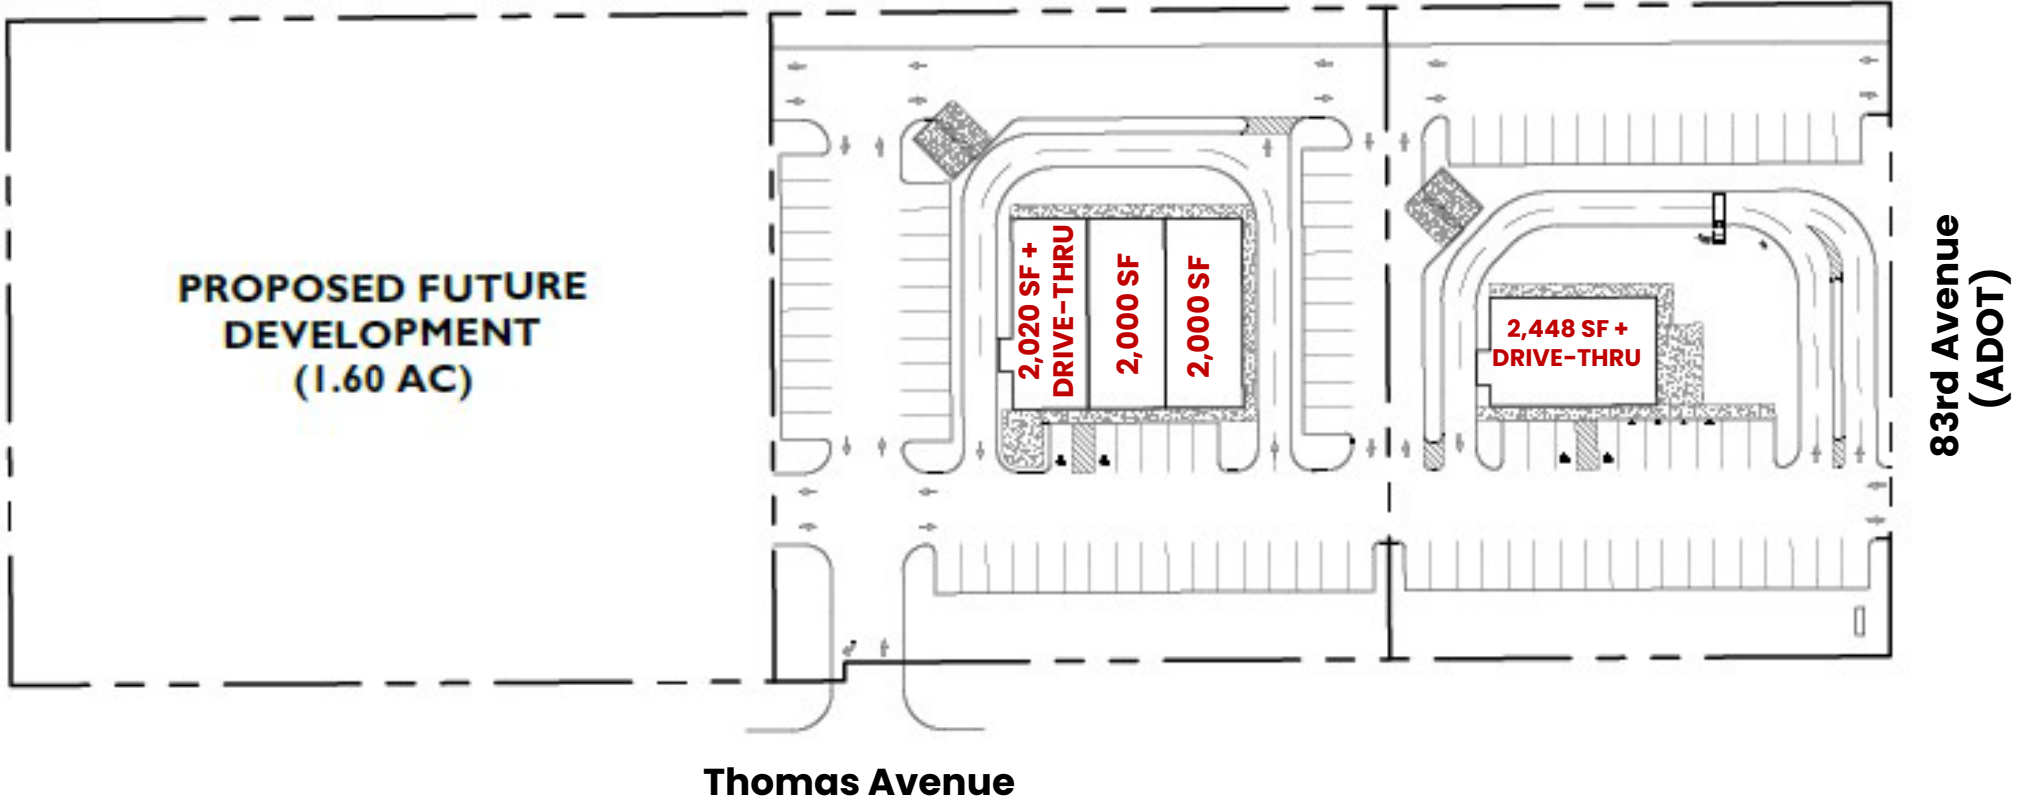 PROPOSED FUTURE
DEVELOPMENT
(1.60 AC)
2,020 SF +
DRIVE-THRU
2,000 SF
2,000 SF
2,448 SF +
DRIVE-THRU
83rd Avenue
(ADOT)
Thomas Avenue